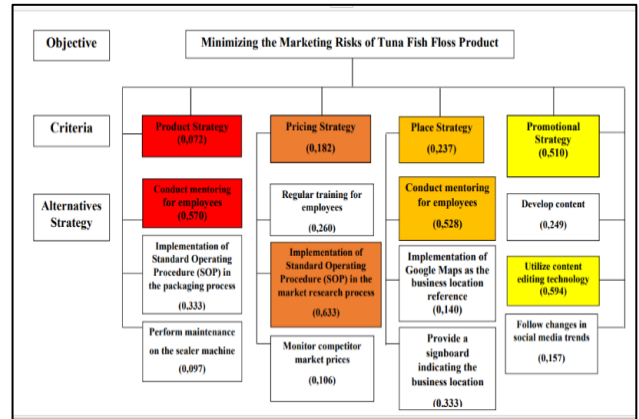 Objective
Minimizing the Marketing Risks of Tuna Fish Floss Product
Criteria
Product Strategy
(0,072)
Pricing Strategy
(0,182)
Place Strategy
(0,237)
Promotional
Strategy
(0,510)
Alternatives
Strategy
Conduct mentoring
for employees
(0,570)
Regular training for
employees
(0,260)
Conduct mentoring
for employees
(0,528)
Develop content
(0,249)
Implementation of
Standard Operating
Procedure (SOP) in
the packaging process
(0,333)
Implementation of
Standard Operating
Procedure (SOP) in the
market research process
(0,633)
Implementation of
Google Maps as the
business location
reference
(0,140)
Utilize content
editing technology
(0,594)
Perform maintenance
on the sealer machine
(0,097)
Monitor competitor
market prices
(0,106)
Provide a
signboard
indicating the
business location
(0.333)
Follow changes in
social media trends
(0,157)